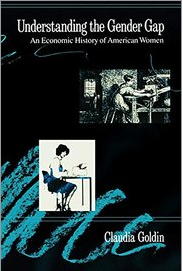 Understanding the Gender Gap
An Economic History of American Women
Claudia Goldin